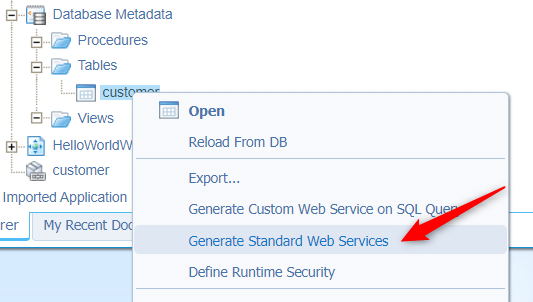 Database Metadata
Procedures
Tables
customer
Views
HelloWorldW
customer
Imported Application
rer
My Recent Doc
Open
Reload From DB
Export...
Generate Custom Web Service on SQL Query
Generate Standard Web Services
Define Runtime Security